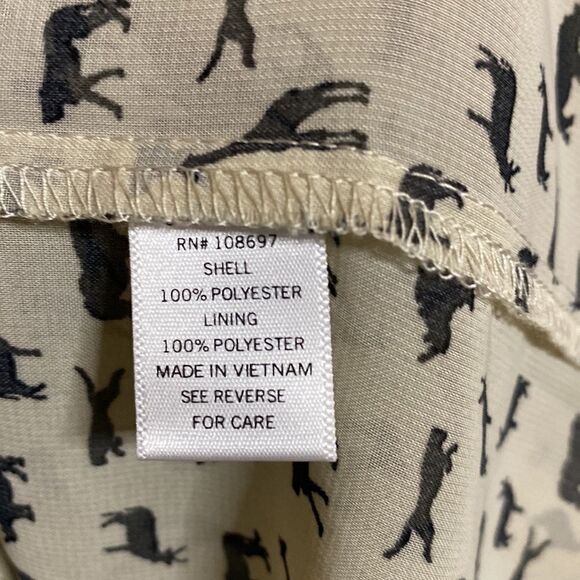 RN# 108697
SHELL
100% POLYESTER
LINING
100% POLYESTER
MADE IN VIETNAM
SEE REVERSE
FOR CARE